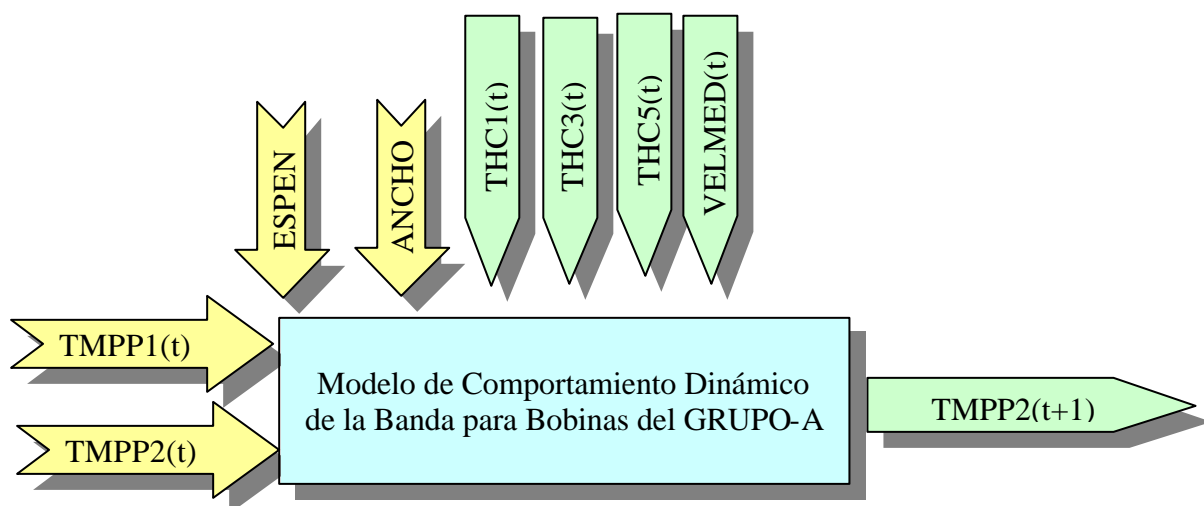 ESPEN
ANCHO
THC1(t)
THC3(t)
THC5(t)
VELMED(t)
TMPP1(t)
TMPP2(t)
Modelo de Comportamiento Dinámico
de la Banda para Bobinas del GRUPO-A
TMPP2(t+1)